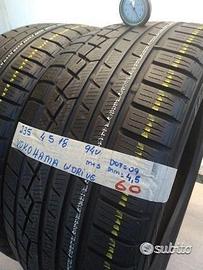 235 45 18 94V DOT=09
M+S mm=4,5
YOKOHAMA WDRIVE 60
subito